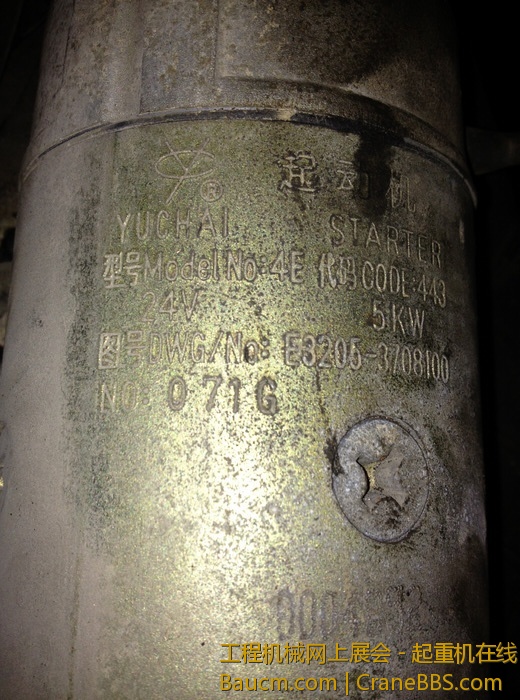 ® 起动机
YUCHAI STARTER
型号Model No: 4E 代码CODE:443
24V 5KW
图号DWG/No: E3205-3708100
NO: 071G
工程机械网上展会 - 起重机在线
Baucm.com | CraneBBS.com